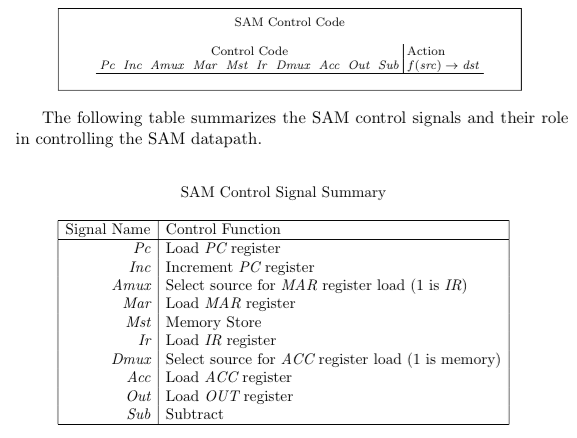 SAM Control Code
Control Code Action
Pc Inc Amux Mar Mst Ir Dmux Acc Out Sub f(src) → dst
The following table summarizes the SAM control signals and their role
in controlling the SAM datapath.
SAM Control Signal Summary
Signal Name Control Function
Pc Load PC register
Inc Increment PC register
Amux Select source for MAR register load (1 is IR)
Mar Load MAR register
Mst Memory Store
Ir Load IR register
Dmux Select source for ACC register load (1 is memory)
Acc Load ACC register
Out Load OUT register
Sub Subtract